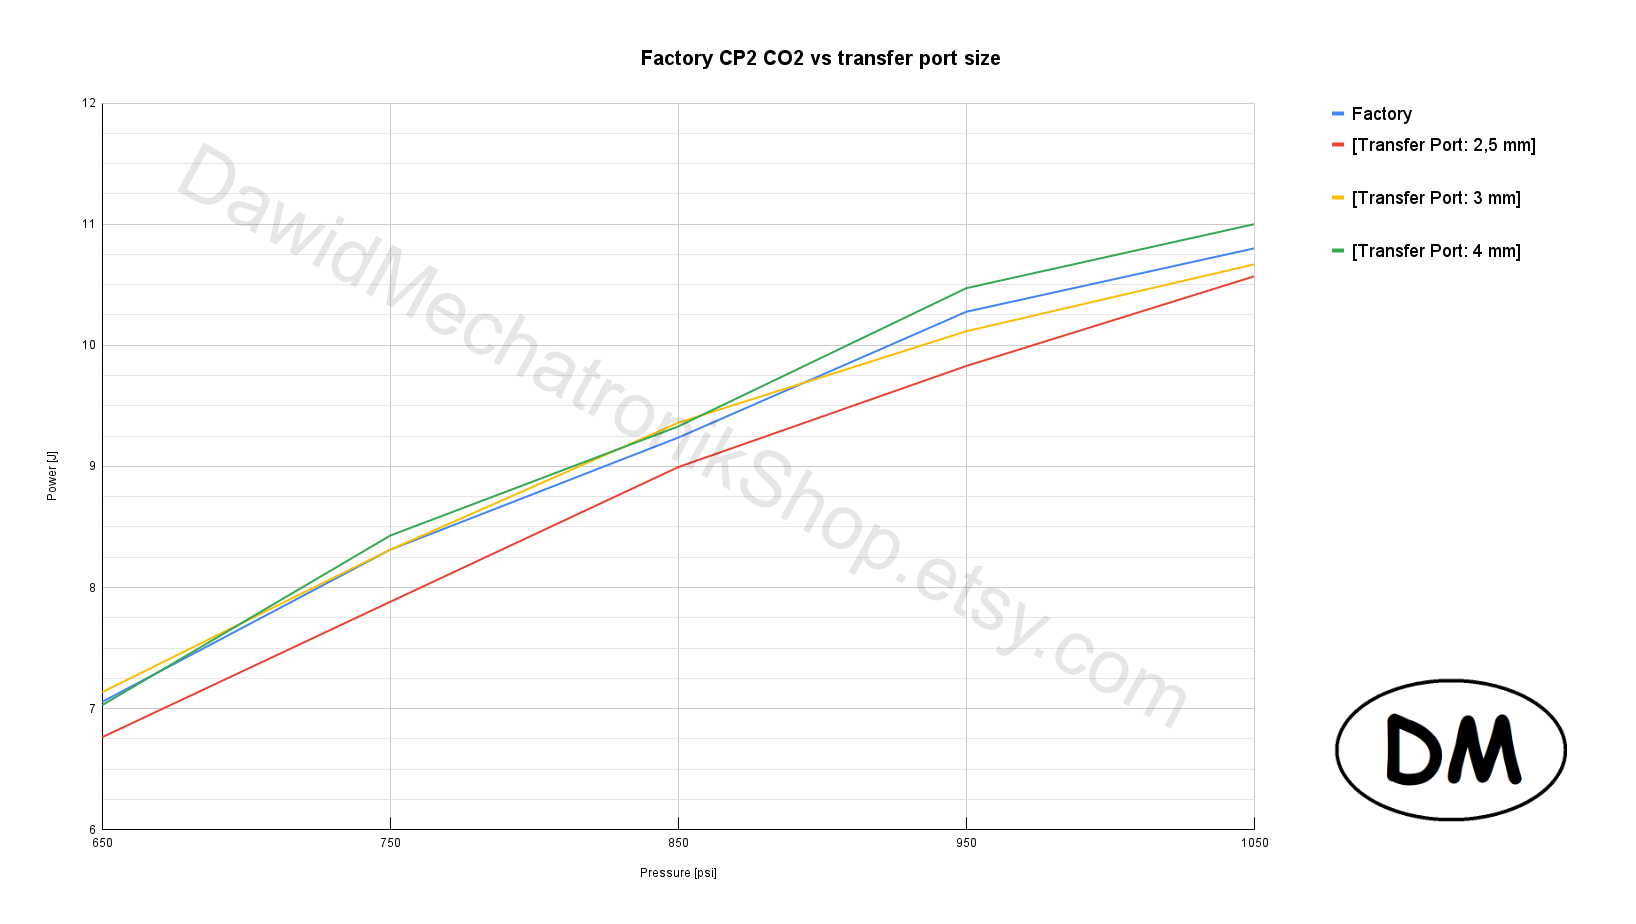 Factory CP2 CO2 vs transfer port size
12
11
10
9
8
7
6
Power [J]
650
750
850
950
1050
Pressure [psi]
Factory
[Transfer Port: 2,5 mm]
[Transfer Port: 3 mm]
[Transfer Port: 4 mm]
DawidMechatronikShop.etsy.com
DM